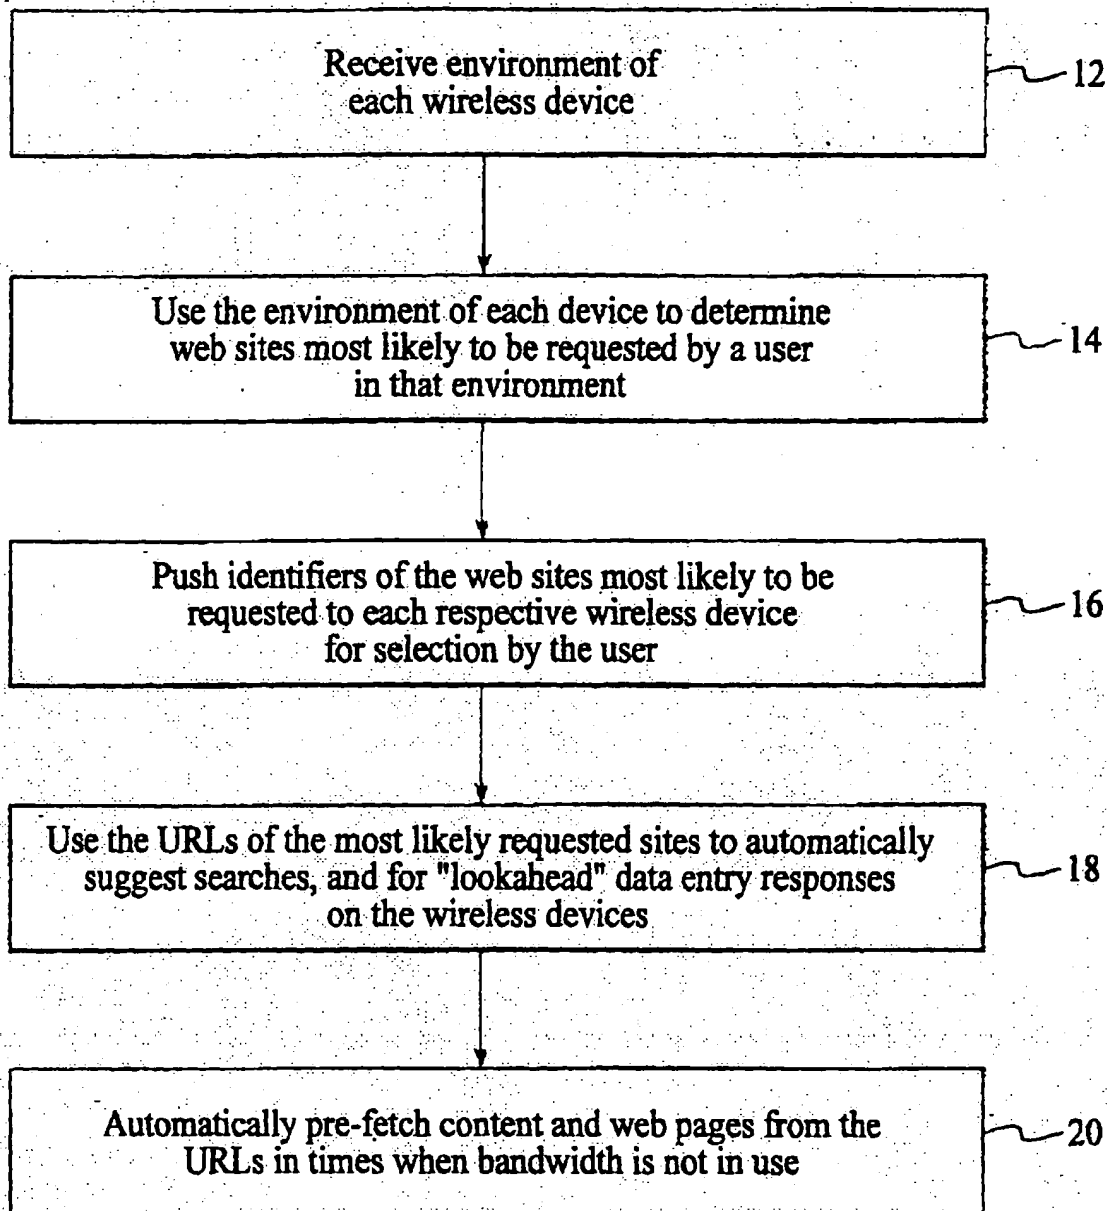 Receive environment of
each wireless device
12
Use the environment of each device to determine
web sites most likely to be requested by a user
in that environment
14
Push identifiers of the web sites most likely to be
requested to each respective wireless device
for selection by the user
16
Use the URLs of the most likely requested sites to automatically
suggest searches, and for "lookahead" data entry responses
on the wireless devices
18
Automatically pre-fetch content and web pages from the
URLs in times when bandwidth is not in use
20